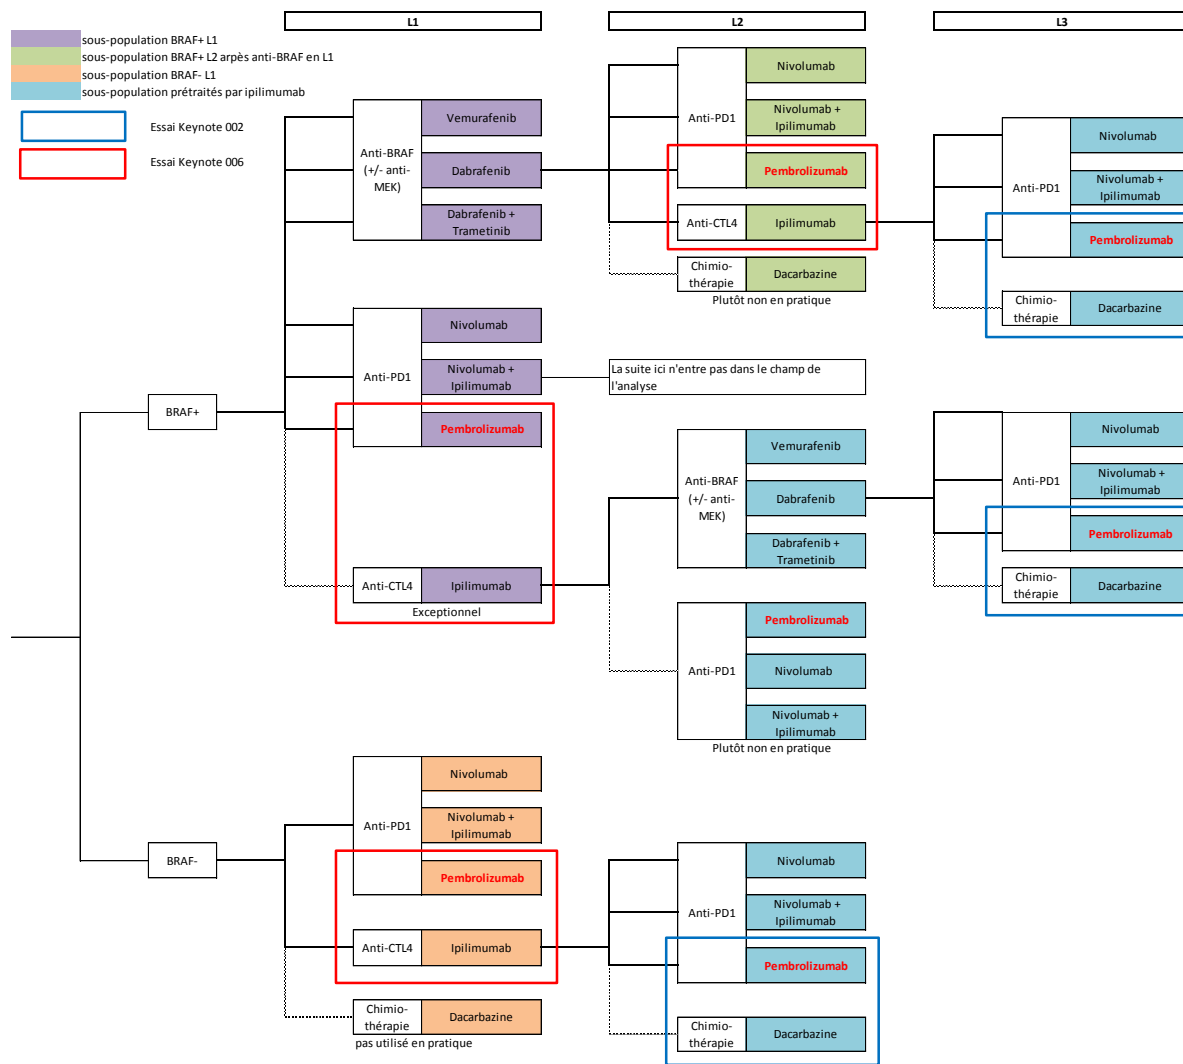 L1
L2
L3
sous-population BRAF+ L1
sous-population BRAF+ L2 arpès anti-BRAF en L1
sous-population BRAF- L1
sous-population prétraités par ipilimumab
Essai Keynote 002
Essai Keynote 006
BRAF+
Anti-BRAF
(+/- anti-
MEK)
Vemurafenib
Dabrafenib
Dabrafenib +
Trametinib
Anti-PD1
Nivolumab
Nivolumab +
Ipilimumab
Pembrolizumab
Anti-CTL4
Ipilimumab
Chimio-
thérapie
Dacarbazine
Plutôt non en pratique
Anti-PD1
Nivolumab
Nivolumab +
Ipilimumab
Pembrolizumab
Chimio-
thérapie
Dacarbazine
Anti-PD1
Nivolumab
Nivolumab +
Ipilimumab
Pembrolizumab
La suite ici n'entre pas dans le champ de
l'analyse
Anti-CTL4
Ipilimumab
Exceptionnel
Anti-BRAF
(+/- anti-
MEK)
Vemurafenib
Dabrafenib
Dabrafenib +
Trametinib
Anti-PD1
Pembrolizumab
Nivolumab
Nivolumab +
Ipilimumab
Plutôt non en pratique
Anti-PD1
Nivolumab
Nivolumab +
Ipilimumab
Pembrolizumab
Chimio-
thérapie
Dacarbazine
BRAF-
Anti-PD1
Nivolumab
Nivolumab +
Ipilimumab
Pembrolizumab
Anti-CTL4
Ipilimumab
Chimio-
thérapie
Dacarbazine
pas utilisé en pratique
Anti-PD1
Nivolumab
Nivolumab +
Ipilimumab
Pembrolizumab
Chimio-
thérapie
Dacarbazine